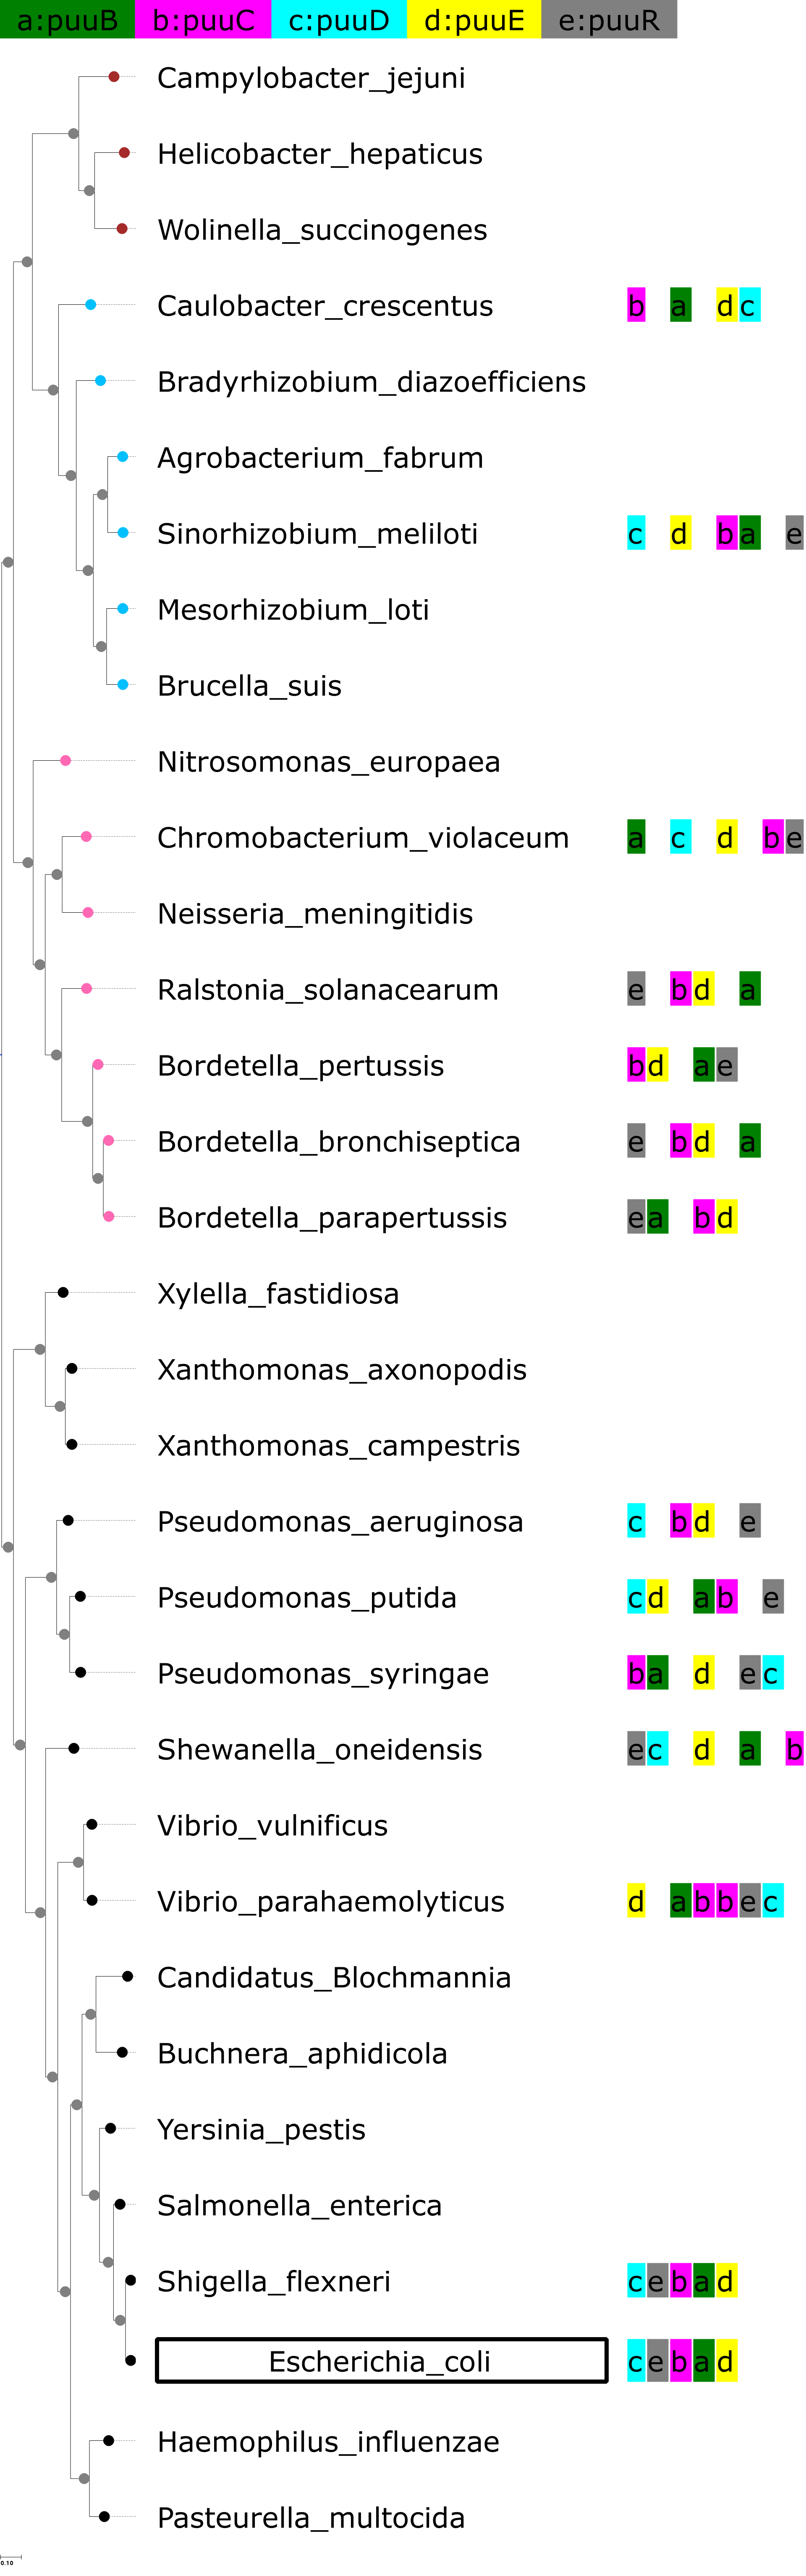 a:puuB b:puuC c:puuD d:puuE e:puuR
Campylobacter_jejuni
Helicobacter_hepaticus
Wolinella_succinogenes
Caulobacter_crescentus b a d c
Bradyrhizobium_diazoefficiens
Agrobacterium_fabrum
Sinorhizobium_meliloti c d b a e
Mesorhizobium_loti
Brucella_suis
Nitrosomonas_europaea
Chromobacterium_violaceum a c d b e
Neisseria_meningitidis
Ralstonia_solanacearum e b d a
Bordetella_pertussis b d a e
Bordetella_bronchiseptica e b d a
Bordetella_parapertussis e a b d
Xylella_fastidiosa
Xanthomonas_axonopodis
Xanthomonas_campestris
Pseudomonas_aeruginosa c b d e
Pseudomonas_putida c d a b e
Pseudomonas_syringae b a d e c
Shewanella_oneidensis e c d a b
Vibrio_vulnificus
Vibrio_parahaemolyticus d a b b e c
Candidatus_Blochmannia
Buchnera_aphidicola
Yersinia_pestis
Salmonella_enterica
Shigella_flexneri c e b a d
Escherichia_coli c e b a d
Haemophilus_influenzae
Pasteurella_multocida
0.10